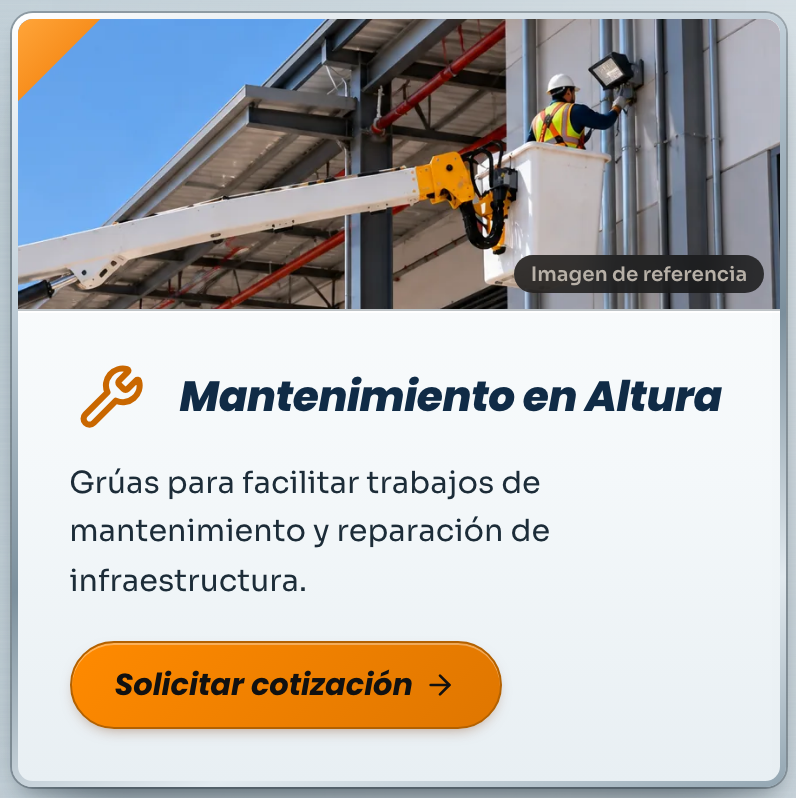 Imagen de referencia
Mantenimiento en Altura
Grúas para facilitar trabajos de
mantenimiento y reparación de
infraestructura.
Solicitar cotización →